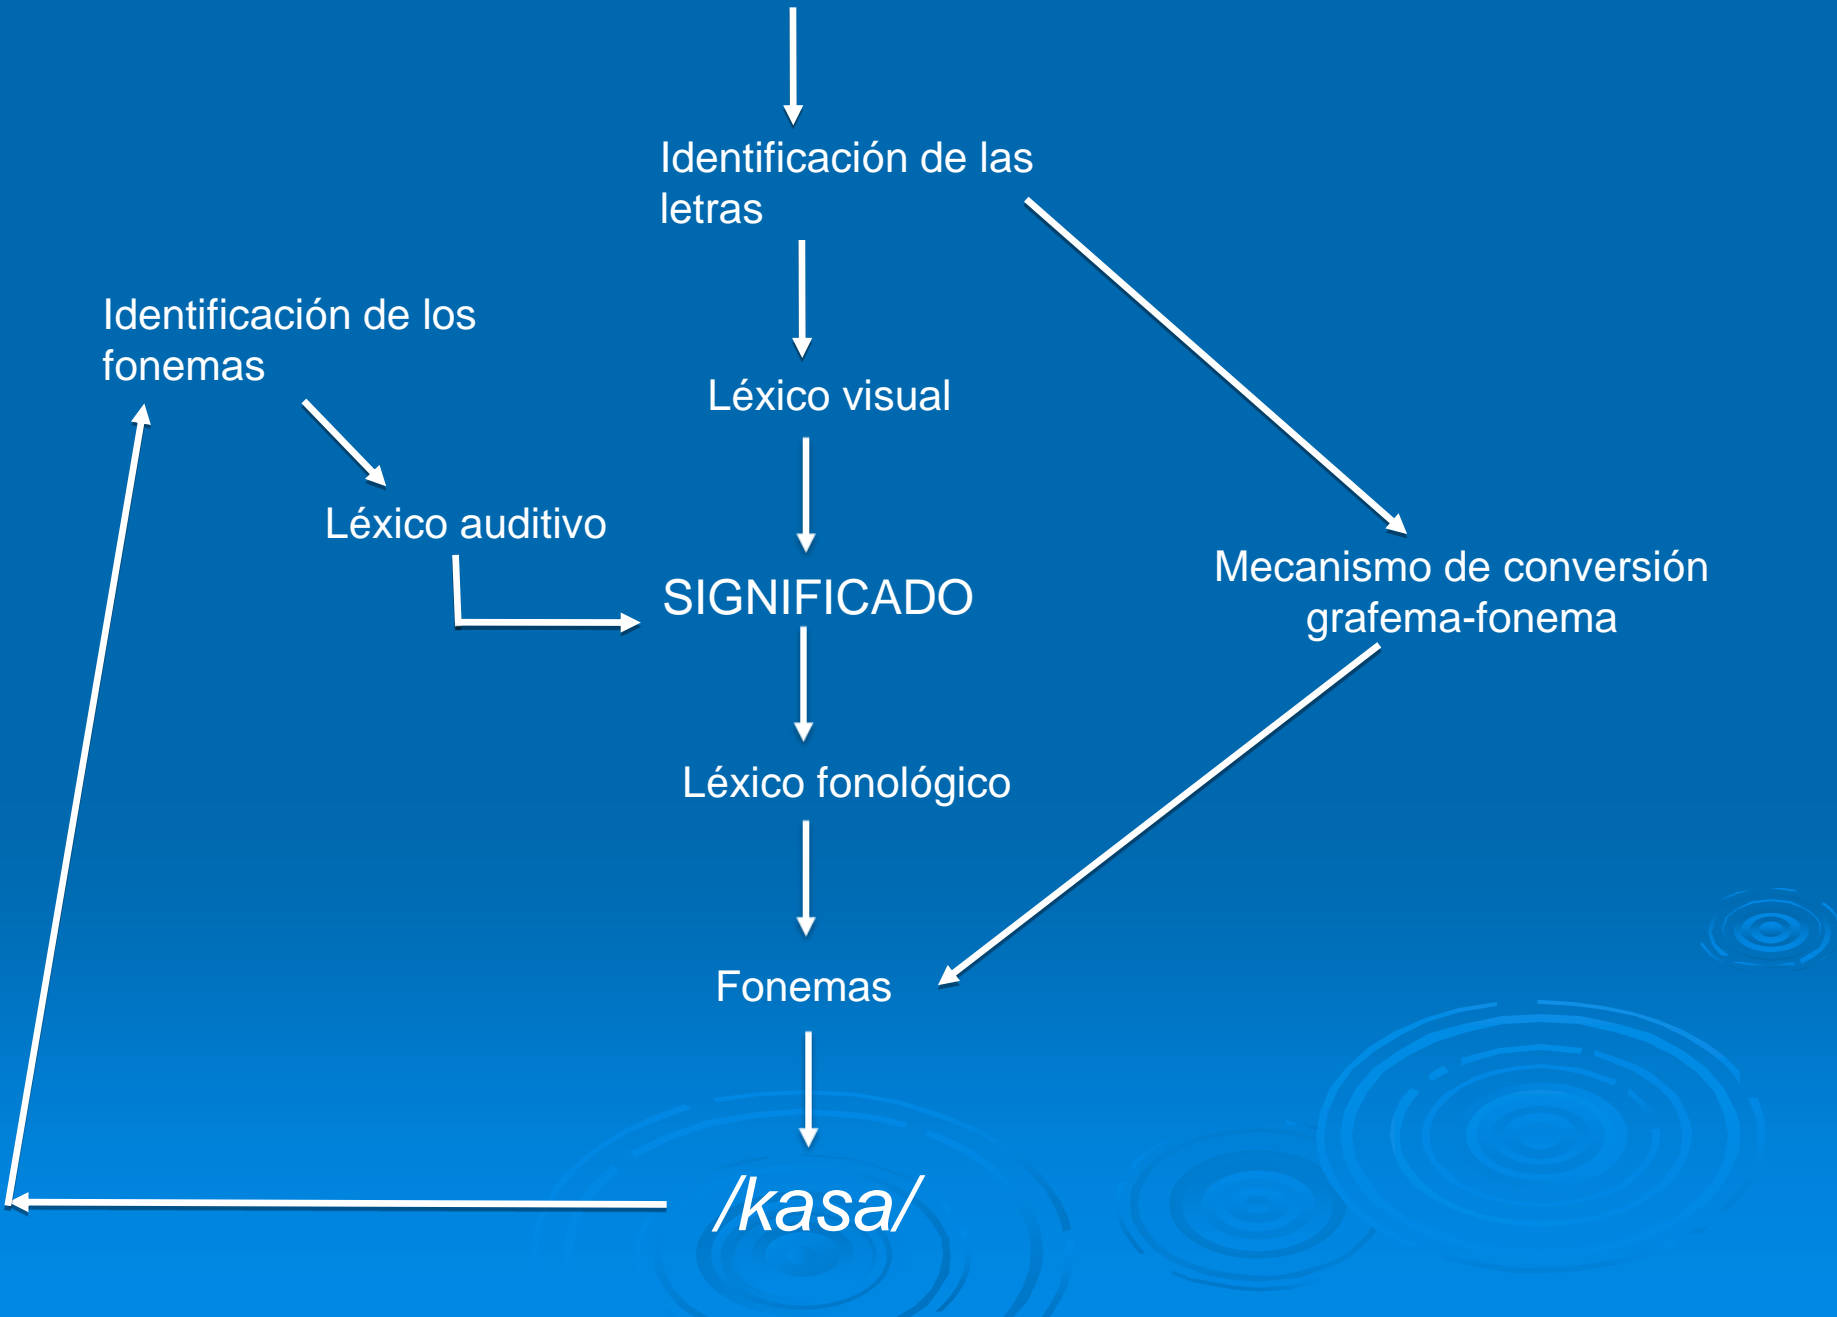 Identificación de las
letras
Identificación de los
fonemas
Léxico visual
Léxico auditivo
SIGNIFICADO
Mecanismo de conversión
grafema-fonema
Léxico fonológico
Fonemas
/kasa/